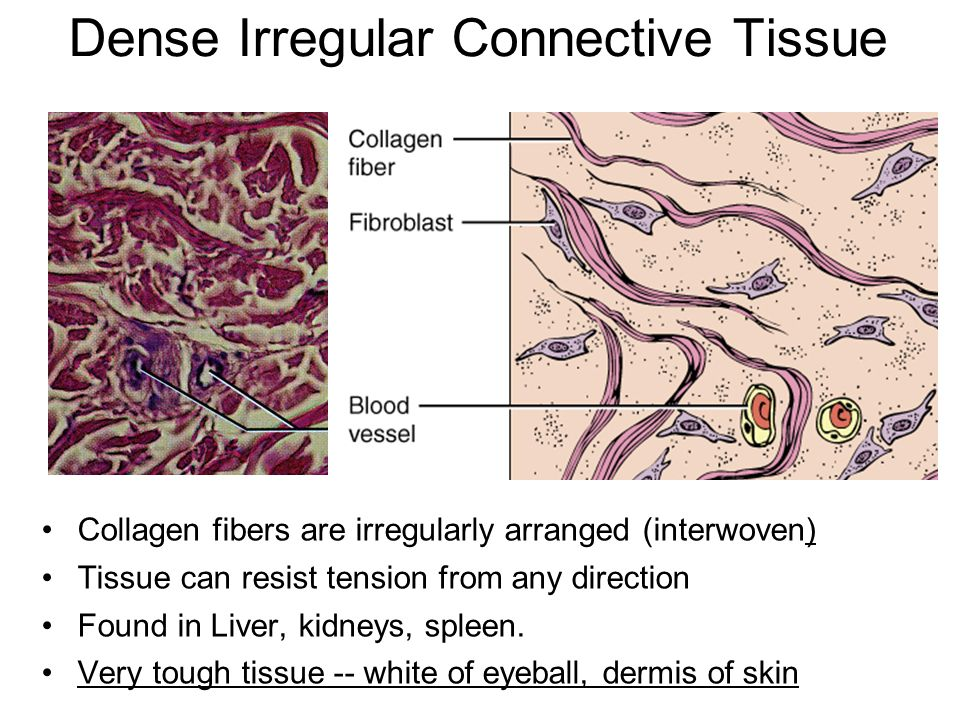 Dense Irregular Connective Tissue
Collagen
fiber
Fibroblast
Blood
vessel
• Collagen fibers are irregularly arranged (interwoven)
• Tissue can resist tension from any direction
• Found in Liver, kidneys, spleen.
• Very tough tissue -- white of eyeball, dermis of skin